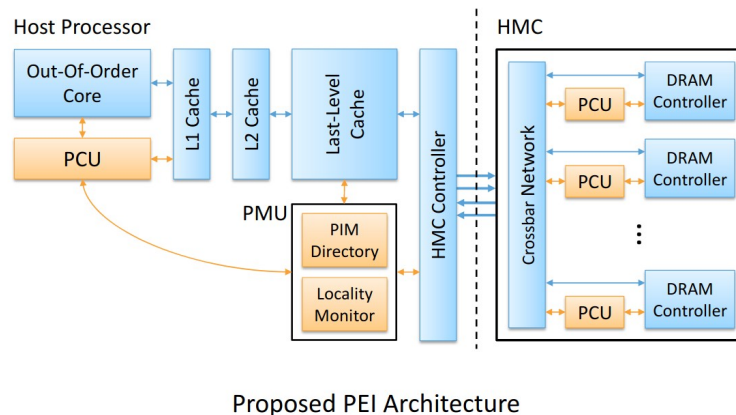 Host Processor
Out-Of-Order
Core
PCU
L1 Cache
L2 Cache
Last-Level
Cache
PMU
PIM
Directory
Locality
Monitor
HMC Controller
HMC
Crossbar Network
PCU
DRAM
Controller
PCU
DRAM
Controller
...
PCU
DRAM
Controller
Proposed PEI Architecture